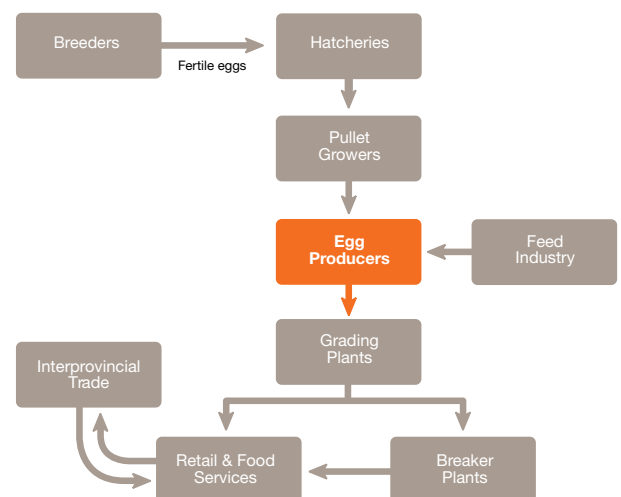 Breeders
Fertile eggs
Hatcheries
Pullet
Growers
Egg
Producers
Feed
Industry
Grading
Plants
Interprovincial
Trade
Retail & Food
Services
Breaker
Plants